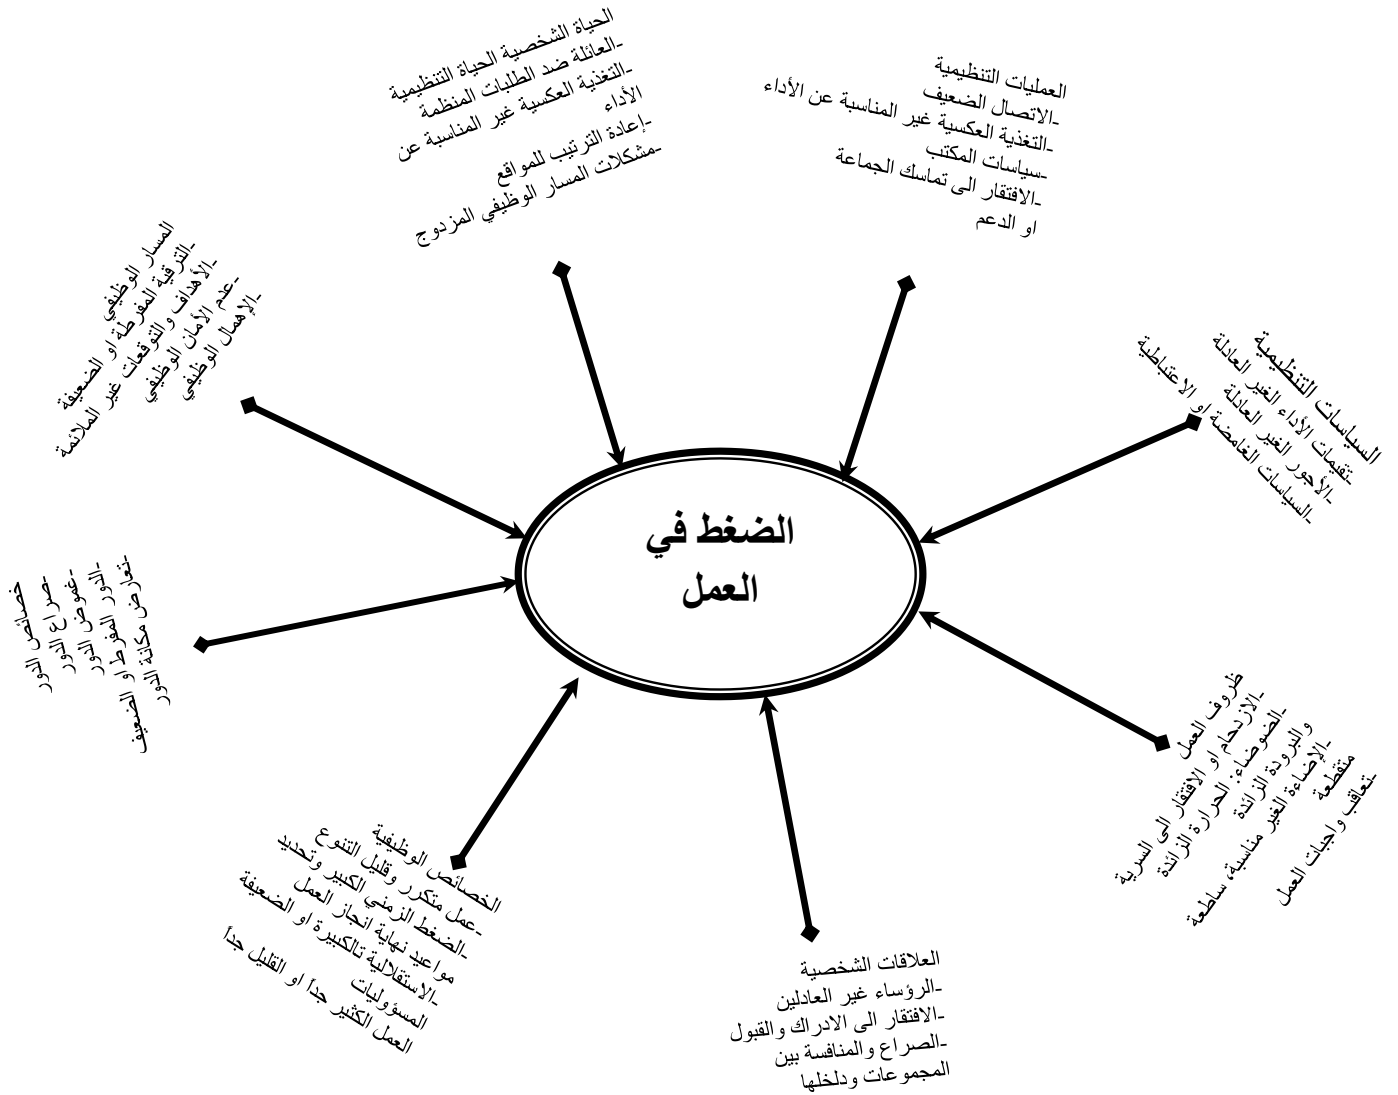 الضغط في
العمل
الحياة الشخصية الحياة التنظيمية
-العائلة ضد الطلبات المنظمة
-التغذية العكسية غير المناسبة عن
الأداء
-إعادة الترتيب للمواقع
-مشكلات المسار الوظيفي المزدوج
العمليات التنظيمية
-الاتصال الضعيف
-التغذية العكسية غير المناسبة عن الأداء
-سياسات المكتب
-الافتقار الى تماسك الجماعة
او الدعم
السياسات التنظيمية
-تقيمات الأداء الغير العادلة
-الأجور الغير العادلة
-السياسات الغامضة او الاعتباطية
ظروف العمل
-الازدحام او الافتقار الى السرية
-الضوضاء: الحرارة الزائدة
والبرودة الزائدة
-الإضاءة الغير مناسبة، ساطعة
متقطعة
-تعاقب واجبات العمل
العلاقات الشخصية
-الرؤساء غير العادلين
-الافتقار الى الادراك والقبول
-الصراع والمنافسة بين
المجموعات ودلخلها
الخصائص الوظيفية
-عمل متكرر وقليل التنوع
-الضغط الزمني الكبير وتحديد
مواعيد نهاية انجاز العمل
-الاستقلالية تالكبيرة او الضعيفة
المسؤوليات
العمل الكثير جداً او القليل جداً
خصائص الدور
-صراع الدور
-غموض الدور
-الدور المفرط او الضعيف
-تعارض مكانة الدور
المسار الوظيفي
-الترقية المفرطة او الضعيفة
-الأهداف والتوقعات غير الملائمة
-عدم الأمان الوظيفي
-الإهمال الوظيفي